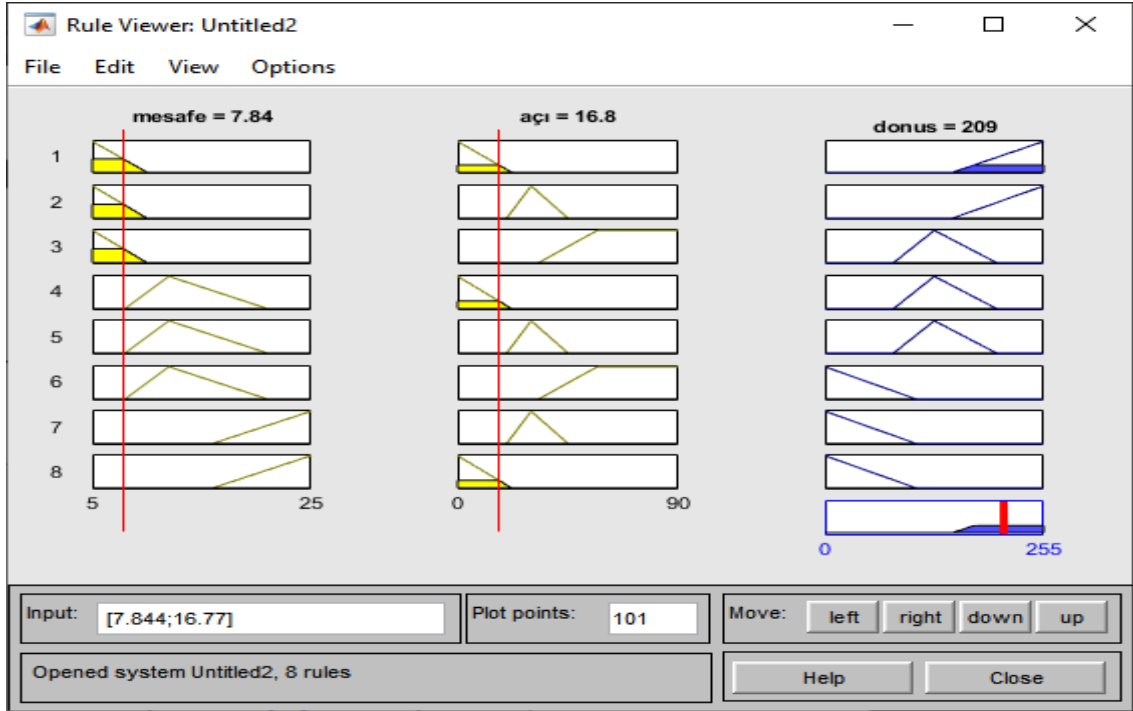 Rule Viewer: Untitled2
File Edit View Options
mesafe = 7.84 açı = 16.8 donus = 209
1
2
3
4
5
6
7
8
5 25 0 90
0 255
Input: [7.844;16.77] Plot points: 101 Move: left right down up
Opened system Untitled2, 8 rules Help Close